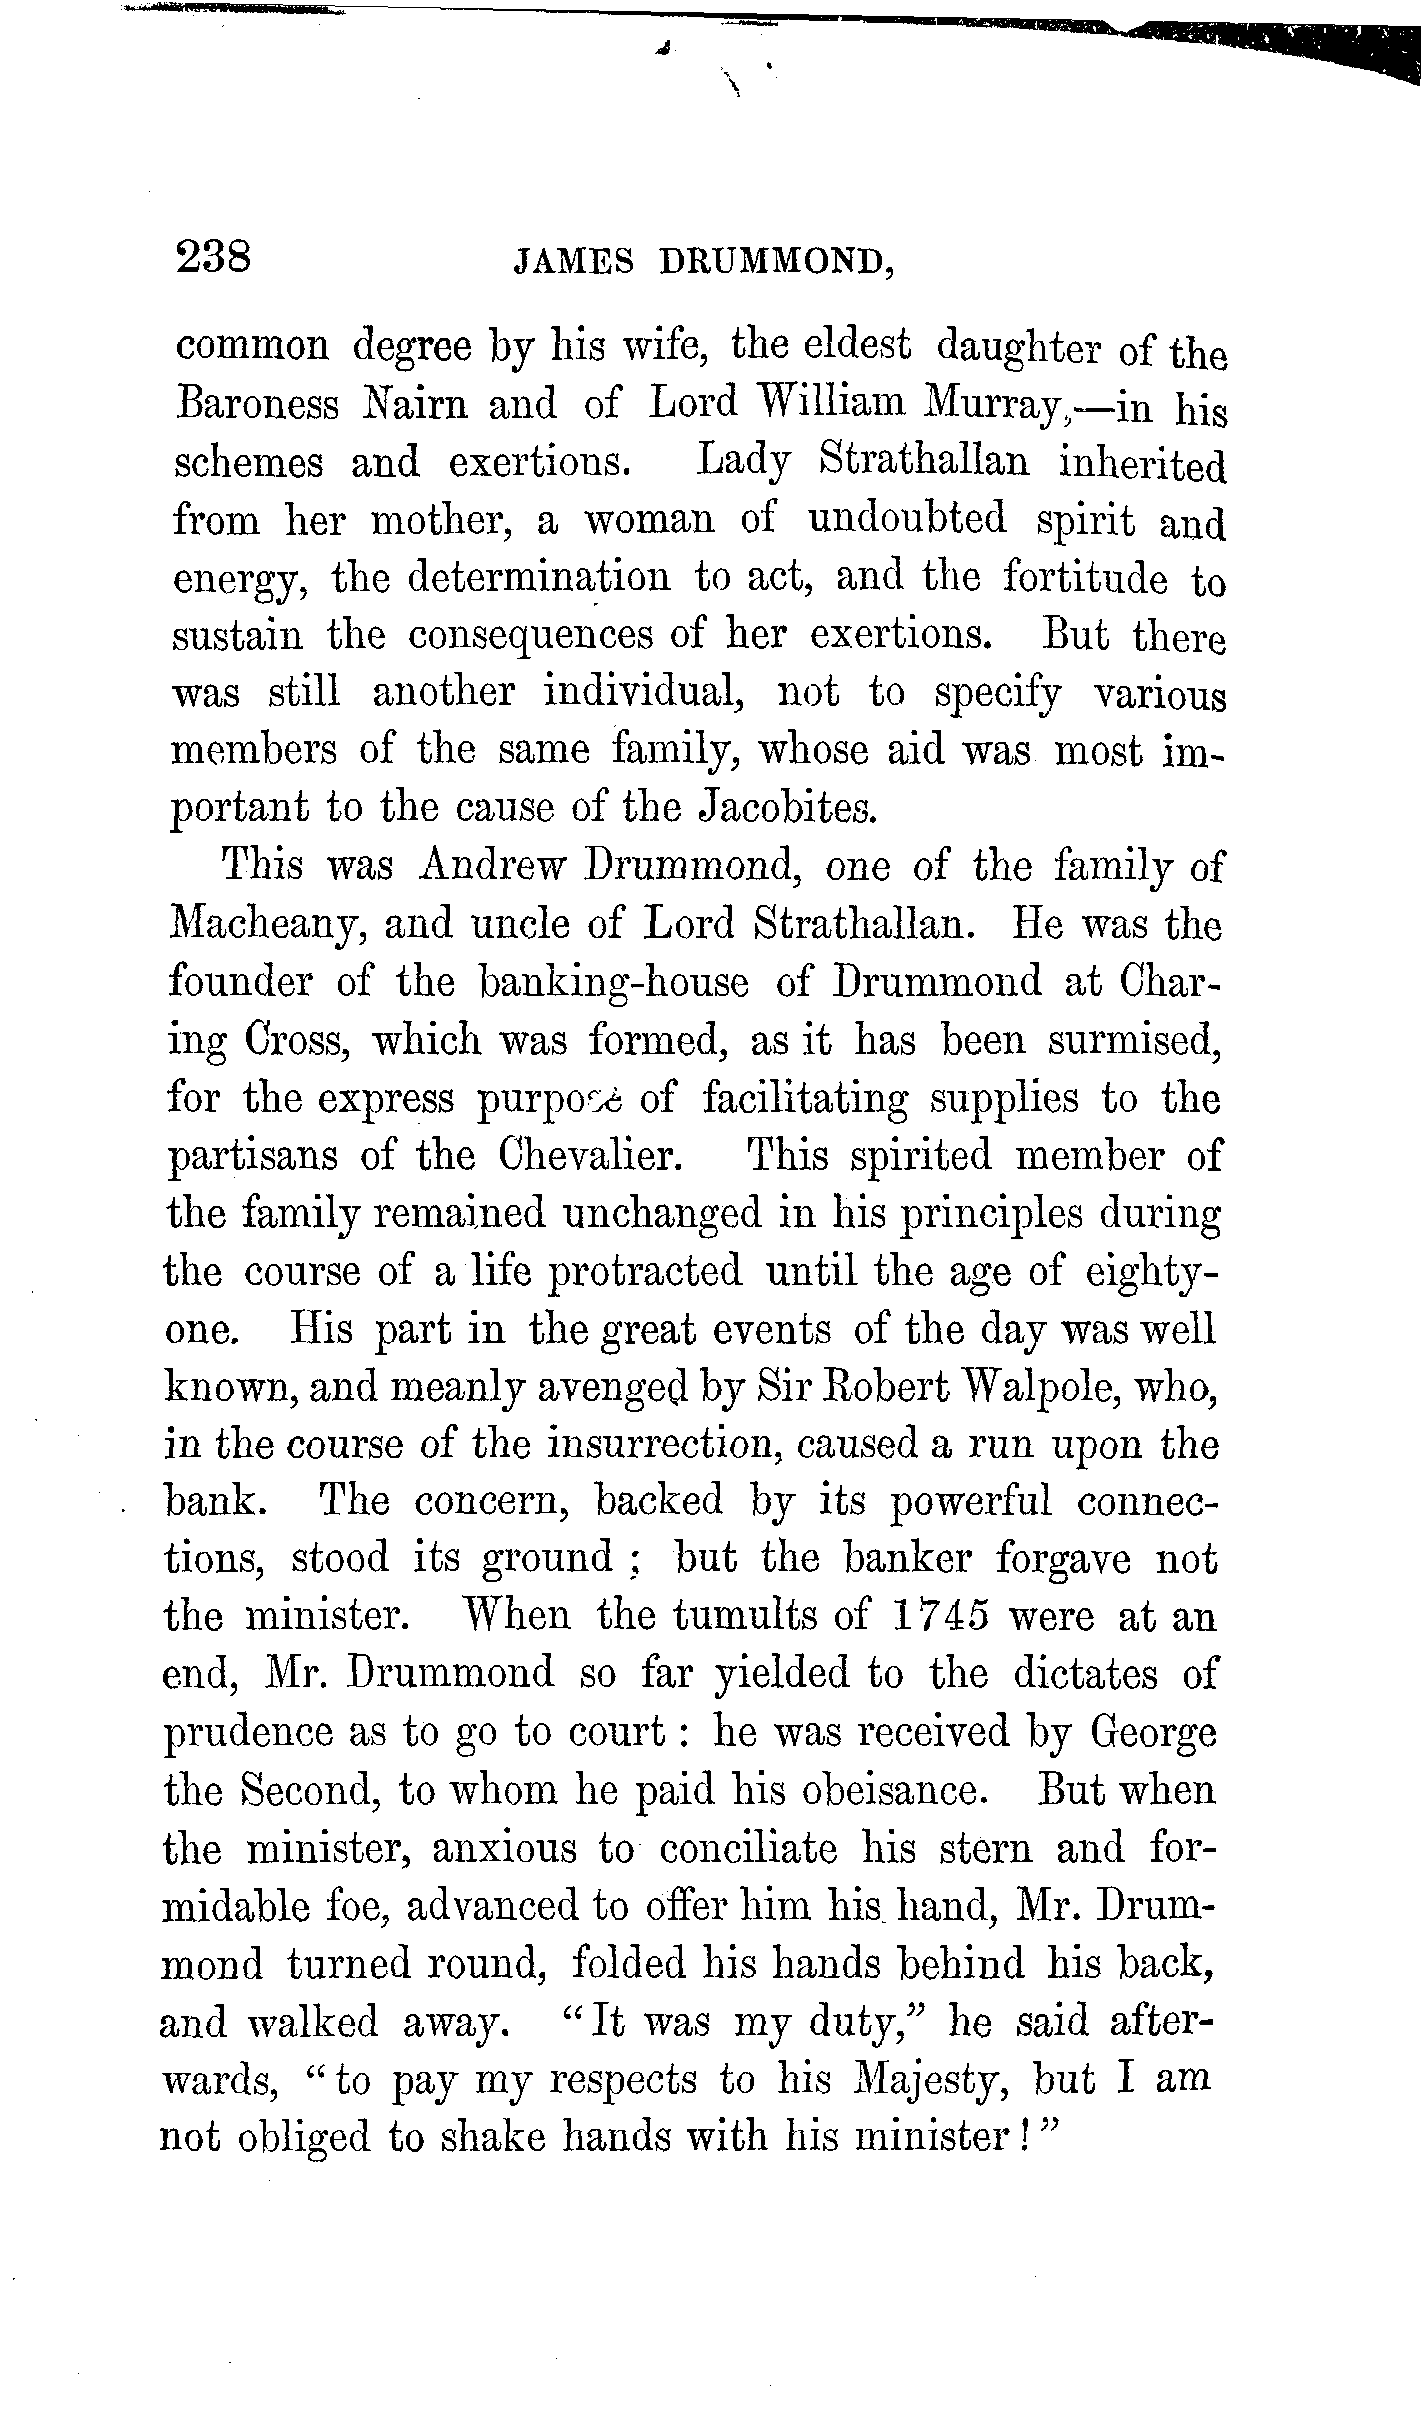 238 JAMES DRUMMOND,
common degree by his wife, the eldest daughter of the
Baroness Nairn and of Lord William Murray,—in his
schemes and exertions. Lady Strathallan inherited
from her mother, a woman of undoubted spirit and
energy, the determination to act, and the fortitude to
sustain the consequences of her exertions. But there
was still another individual, not to specify various
members of the same family, whose aid was most im-
portant to the cause of the Jacobites.
This was Andrew Drummond, one of the family of
Macheany, and uncle of Lord Strathallan. He was the
founder of the banking-house of Drummond at Char-
ing Cross, which was formed, as it has been surmised,
for the express purpose of facilitating supplies to the
partisans of the Chevalier. This spirited member of
the family remained unchanged in his principles during
the course of a life protracted until the age of eighty-
one. His part in the great events of the day was well
known, and meanly avenged by Sir Robert Walpole, who,
in the course of the insurrection, caused a run upon the
bank. The concern, backed by its powerful connec-
tions, stood its ground ; but the banker forgave not
the minister. When the tumults of 1745 were at an
end, Mr. Drummond so far yielded to the dictates of
prudence as to go to court : he was received by George
the Second, to whom he paid his obeisance. But when
the minister, anxious to conciliate his stern and for-
midable foe, advanced to offer him his hand, Mr. Drum-
mond turned round, folded his hands behind his back,
and walked away. “It was my duty,” he said after-
wards, “to pay my respects to his Majesty, but I am
not obliged to shake hands with his minister!”